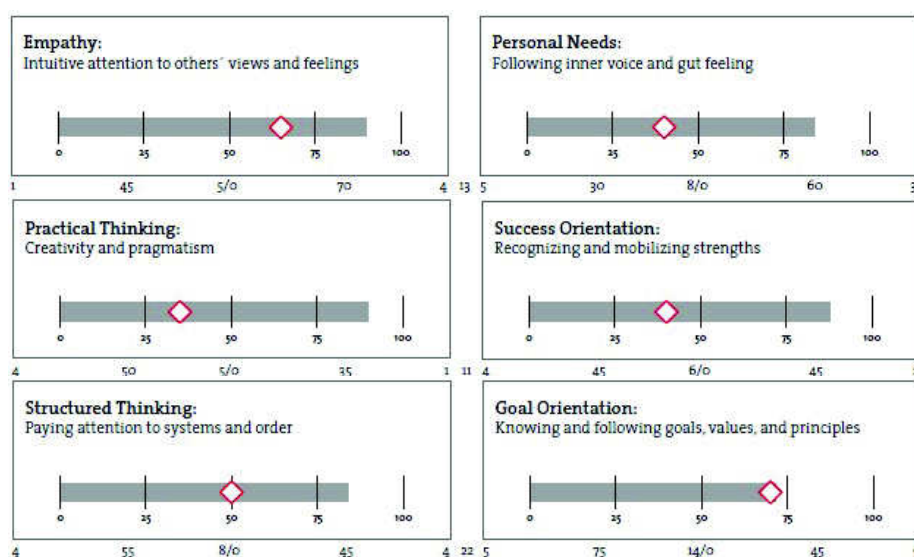 Empathy:
Intuitive attention to others´ views and feelings
0 25 50 75 100
1 45 5/0 70 4
Personal Needs:
Following inner voice and gut feeling
0 25 50 75 100
13 5 30 8/0 60
Practical Thinking:
Creativity and pragmatism
0 25 50 75 100
4 50 5/0 35 1
Success Orientation:
Recognizing and mobilizing strengths
0 25 50 75 100
11 4 45 6/0 45
Structured Thinking:
Paying attention to systems and order
0 25 50 75 100
4 55 8/0 45 4
Goal Orientation:
Knowing and following goals, values, and principles
0 25 50 75 100
22 5 75 14/0 45